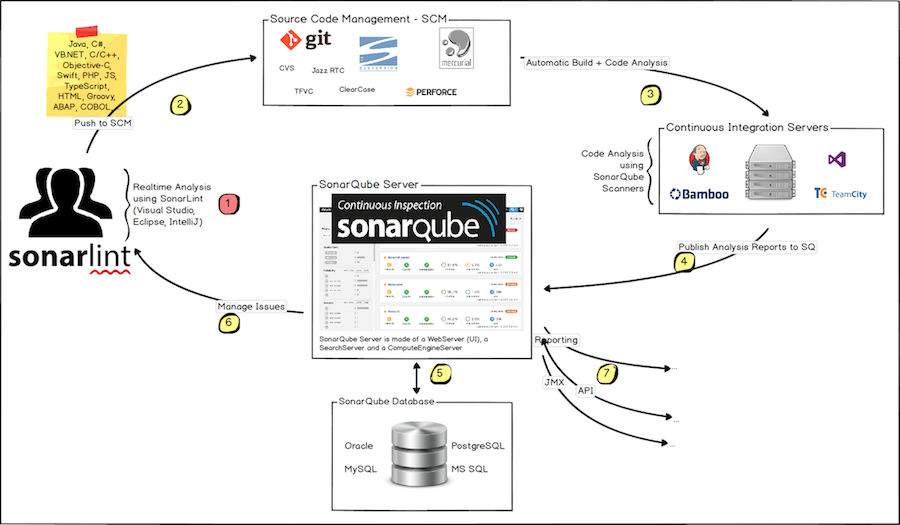 Source Code Management - SCM
git
SUBVERSION
mercurial
CVS
Jazz RTC
TFVC
ClearCase
PERFORCE
Java, C#,
VB.NET, C/C++,
Objective-C,
Swift, PHP, JS,
TypeScript,
HTML, Groovy,
ABAP, COBOL...
2
Push to SCM
Automatic Build + Code Analysis
3
Continuous Integration Servers
Code Analysis
using
SonarQube
Scanners
Bamboo
TC TeamCity
Realtime Analysis
using SonarLint
(Visual Studio,
Eclipse, IntelliJ)
1
sonarlint
SonarQube Server
Continuous Inspection
sonarqube
SonarQube Server is made of a WebServer (UI), a
SearchServer and a ComputeEngineServer
Publish Analysis Reports to SQ
4
Manage Issues
6
Reporting
...
JMX
API
7
...
...
5
SonarQube Database
Oracle
PostgreSQL
MySQL
MS SQL